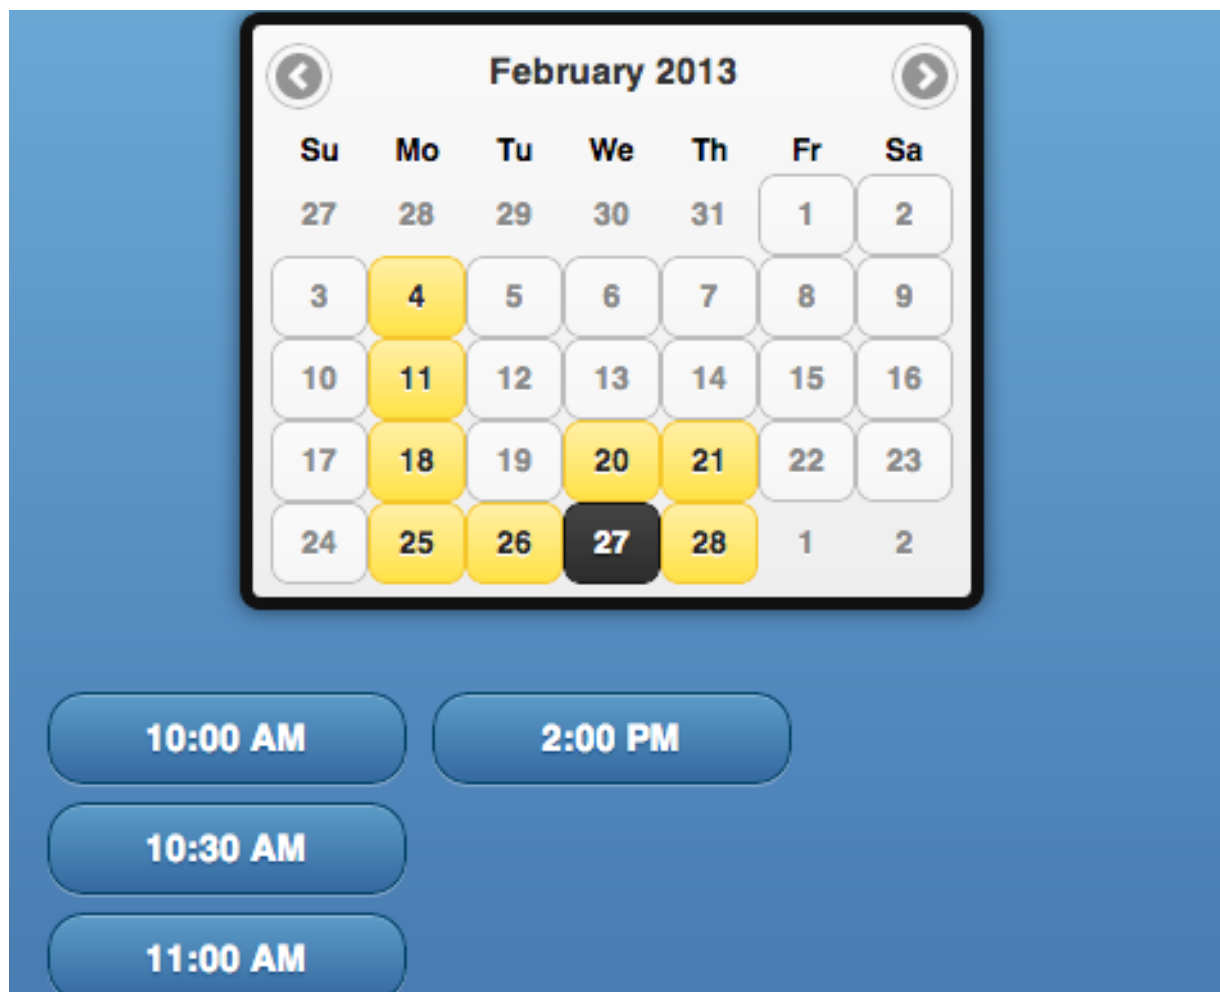 February 2013
Su Mo Tu We Th Fr Sa
27 28 29 30 31 1 2
3 4 5 6 7 8 9
10 11 12 13 14 15 16
17 18 19 20 21 22 23
24 25 26 27 28 1 2
10:00 AM 2:00 PM
10:30 AM
11:00 AM